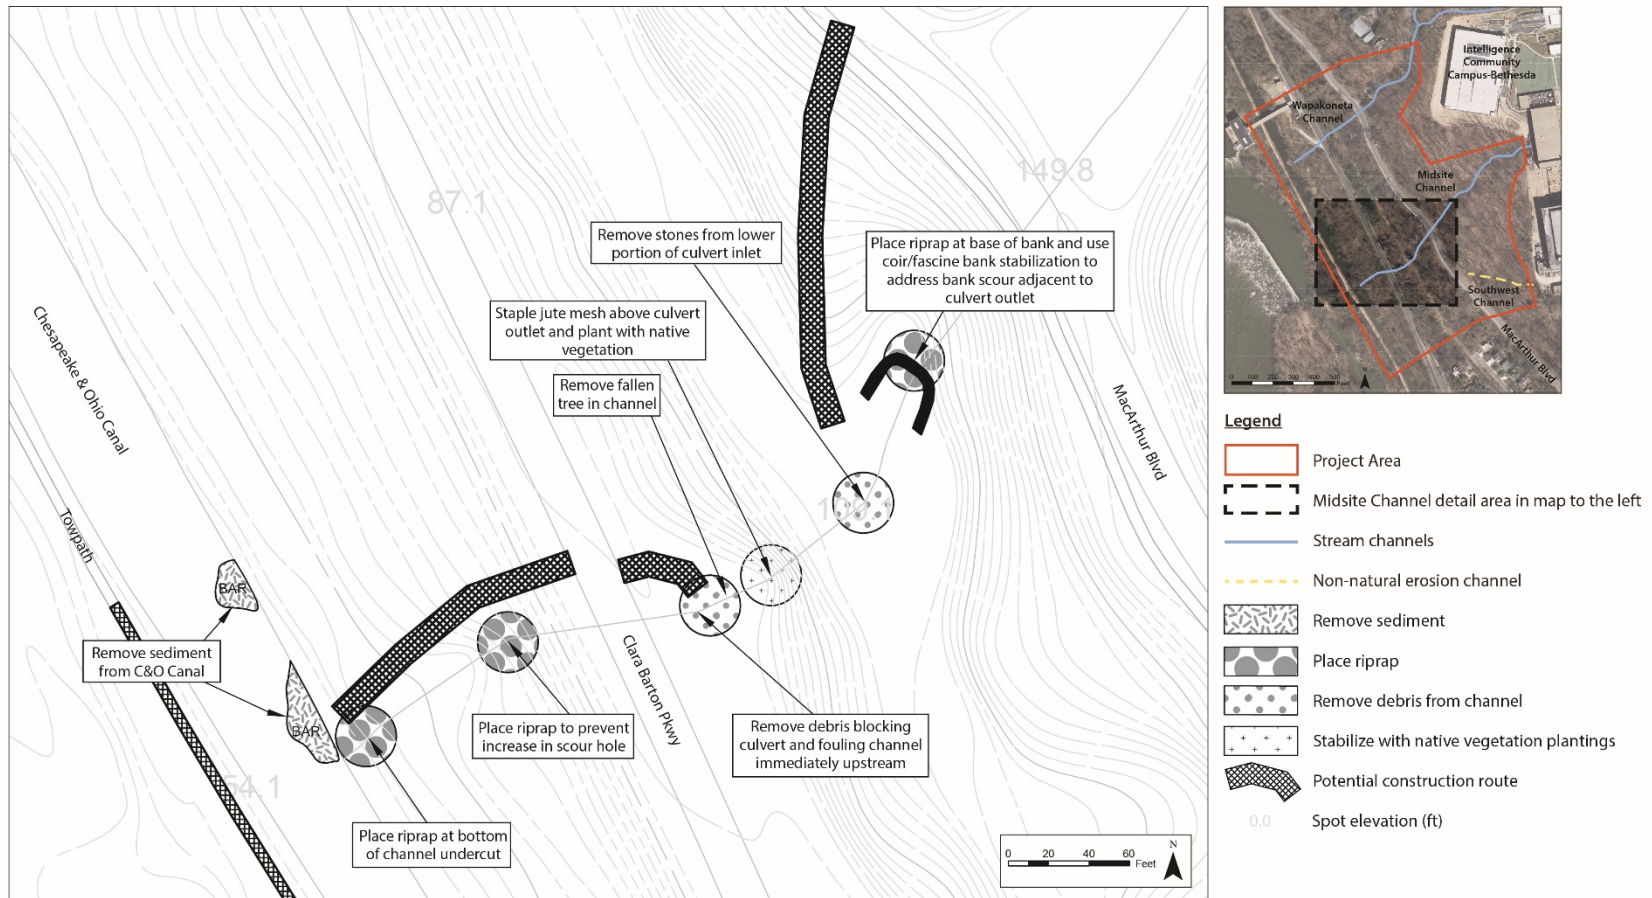 149.8
87.1
Remove stones from lower
portion of culvert inlet
Place riprap at base of bank and use
coir/fascine bank stabilization to
address bank scour adjacent to
culvert outlet
Staple jute mesh above culvert
outlet and plant with native
vegetation
Remove fallen
tree in channel
Chesapeake & Ohio Canal
MacArthur Blvd
Towpath
BAR
Remove sediment
from C&O Canal
BAR
Clara Barton Pkwy
Place riprap to prevent
increase in scour hole
Remove debris blocking
culvert and fouling channel
immediately upstream
Place riprap at bottom
of channel undercut
0 20 40 60
Feet
N
Intelligence
Community
Campus-Bethesda
Wapakoneta
Channel
Midsite
Channel
Southwest
Channel
MacArthur Blvd
0 100 200 300 400 500
Feet
N
Legend
Project Area
Midsite Channel detail area in map to the left
Stream channels
Non-natural erosion channel
Remove sediment
Place riprap
Remove debris from channel
Stabilize with native vegetation plantings
Potential construction route
0.0 Spot elevation (ft)